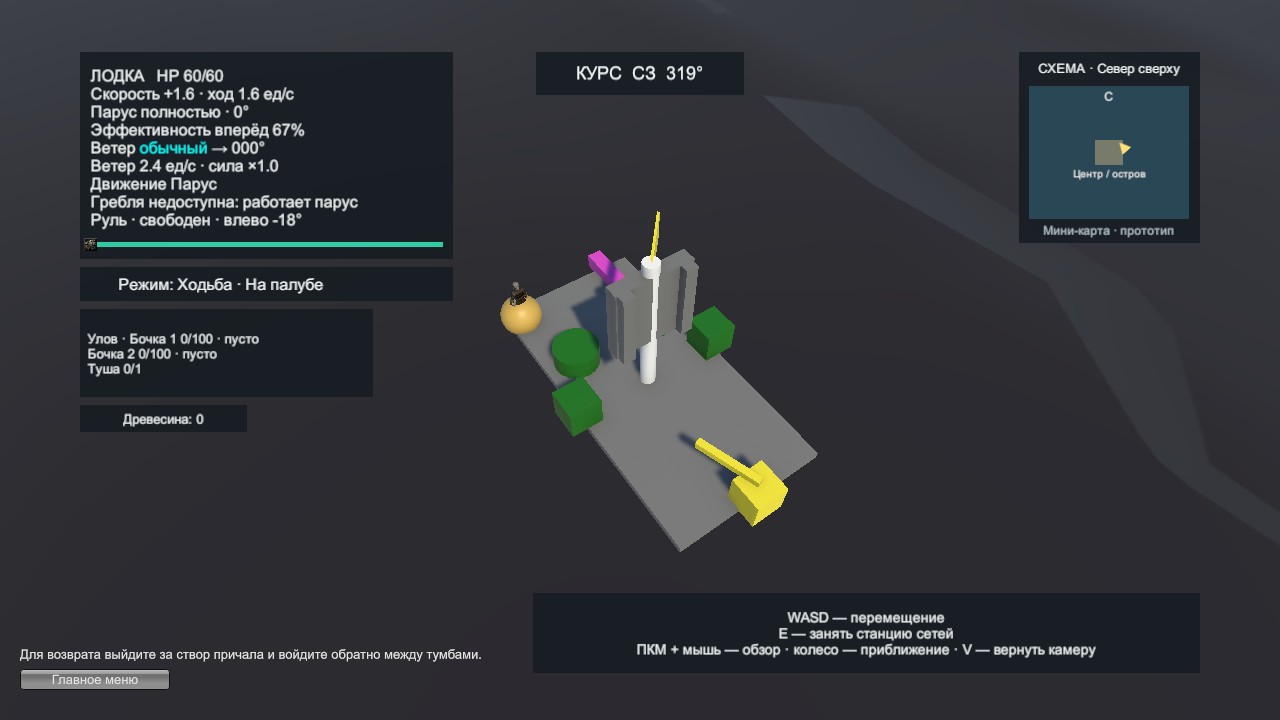 ЛОДКА HP 60/60
Скорость +1.6 · ход 1.6 ед/с
Парус полностью · 0°
Эффективность вперёд 67%
Ветер обычный → 000°
Ветер 2.4 ед/с · сила ×1.0
Движение Парус
Гребля недоступна: работает парус
Руль · свободен · влево -18°
Режим: Ходьба · На палубе
Улов · Бочка 1 0/100 · пусто
Бочка 2 0/100 · пусто
Туша 0/1
Древесина: 0
КУРС СЗ 319°
СХЕМА · Север сверху
С
Центр / остров
Мини-карта · прототип
WASD — перемещение
E — занять станцию сетей
ПКМ + мышь — обзор · колесо — приближение · V — вернуть камеру
Для возврата выйдите за створ причала и войдите обратно между тумбами.
Главное меню